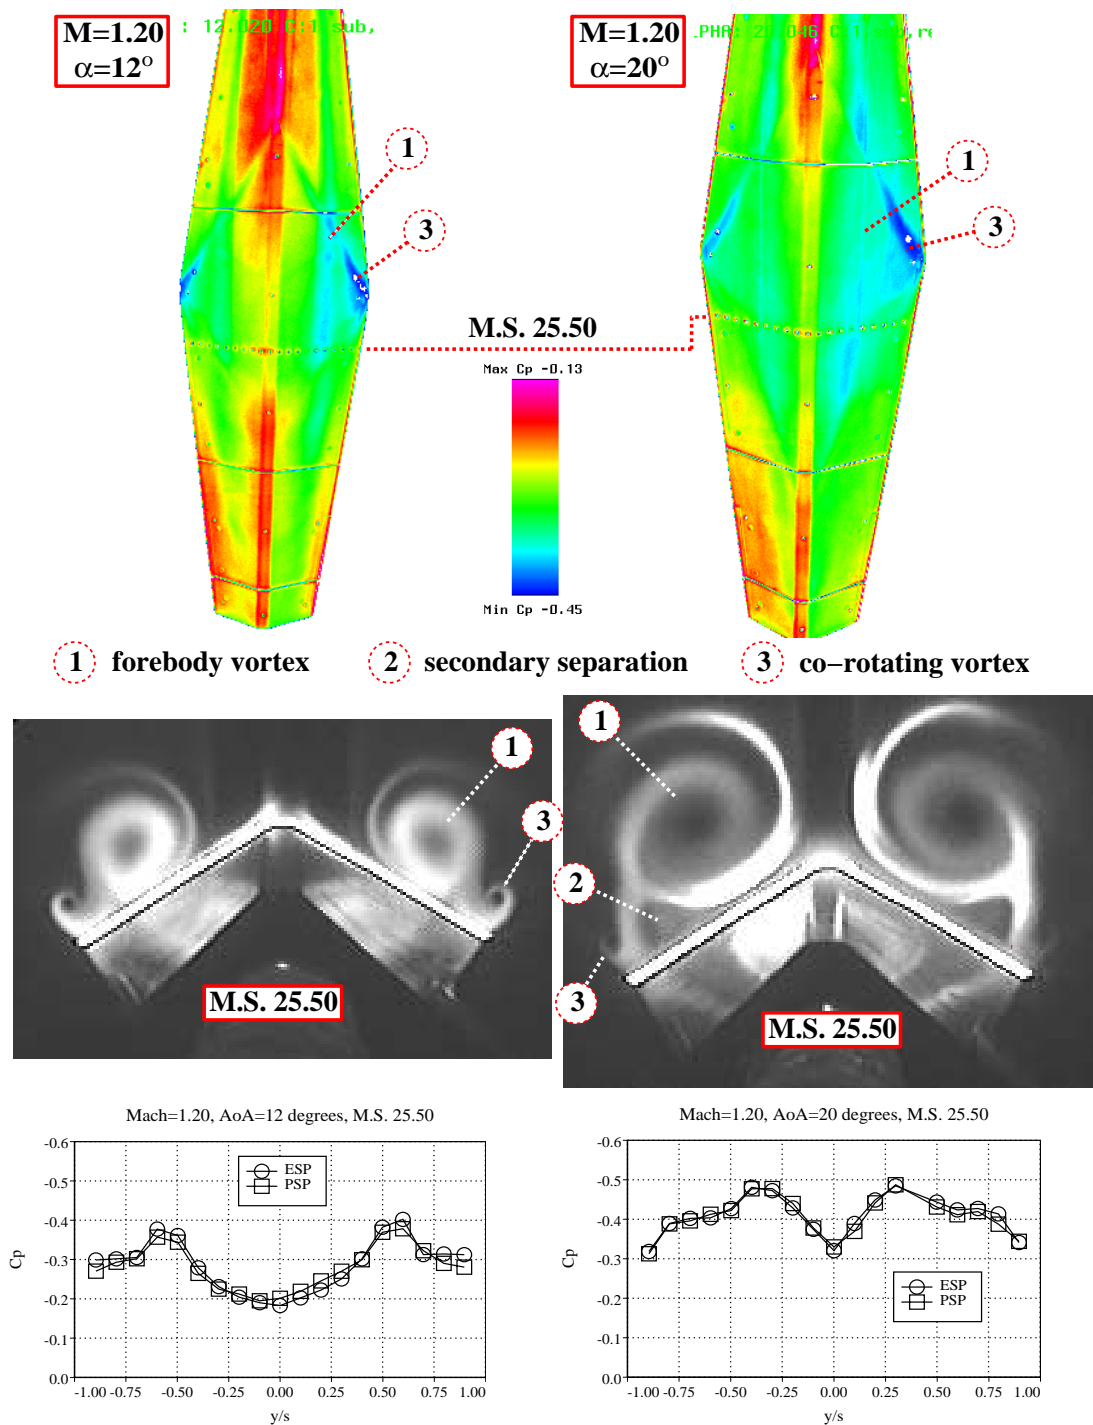 M=1.20
α=12°
: 12.020 C:1 sub,
M=1.20
α=20°
1
3
1
3
M.S. 25.50
Max Cp -0.13
Min Cp -0.45
1 forebody vortex 2 secondary separation 3 co-rotating vortex
1
3
M.S. 25.50
1
2
3
M.S. 25.50
Mach=1.20, AoA=12 degrees, M.S. 25.50
-0.6
-0.5
-0.4
-0.3
-0.2
-0.1
0.0
Cp
ESP
PSP
-1.00 -0.75 -0.50 -0.25 0.00 0.25 0.50 0.75 1.00
y/s
Mach=1.20, AoA=20 degrees, M.S. 25.50
-0.6
-0.5
-0.4
-0.3
-0.2
-0.1
0.0
Cp
ESP
PSP
-1.00 -0.75 -0.50 -0.25 0.00 0.25 0.50 0.75 1.00
y/s